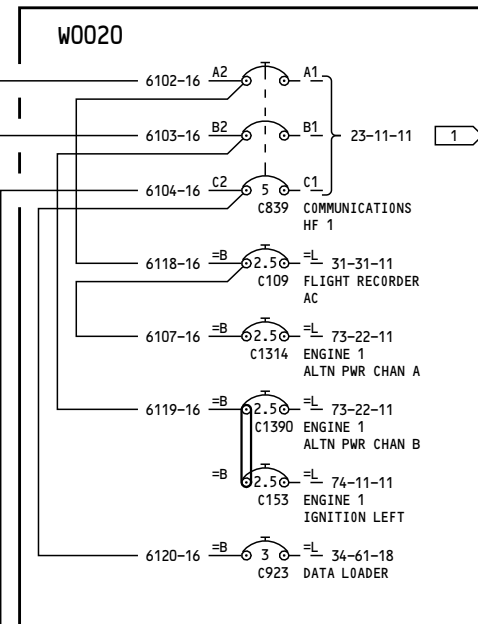 W0020
6102-16 A2 A1
6103-16 B2 B1 23-11-11 1
6104-16 C2 5 C1
C839 COMMUNICATIONS
HF 1
6118-16 =B 2.5 =L 31-31-11
C109 FLIGHT RECORDER
AC
6107-16 =B 2.5 =L 73-22-11
C1314 ENGINE 1
ALTN PWR CHAN A
6119-16 =B 2.5 =L 73-22-11
C1390 ENGINE 1
ALTN PWR CHAN B
=B 2.5 =L 74-11-11
C153 ENGINE 1
IGNITION LEFT
6120-16 =B 3 =L 34-61-18
C923 DATA LOADER